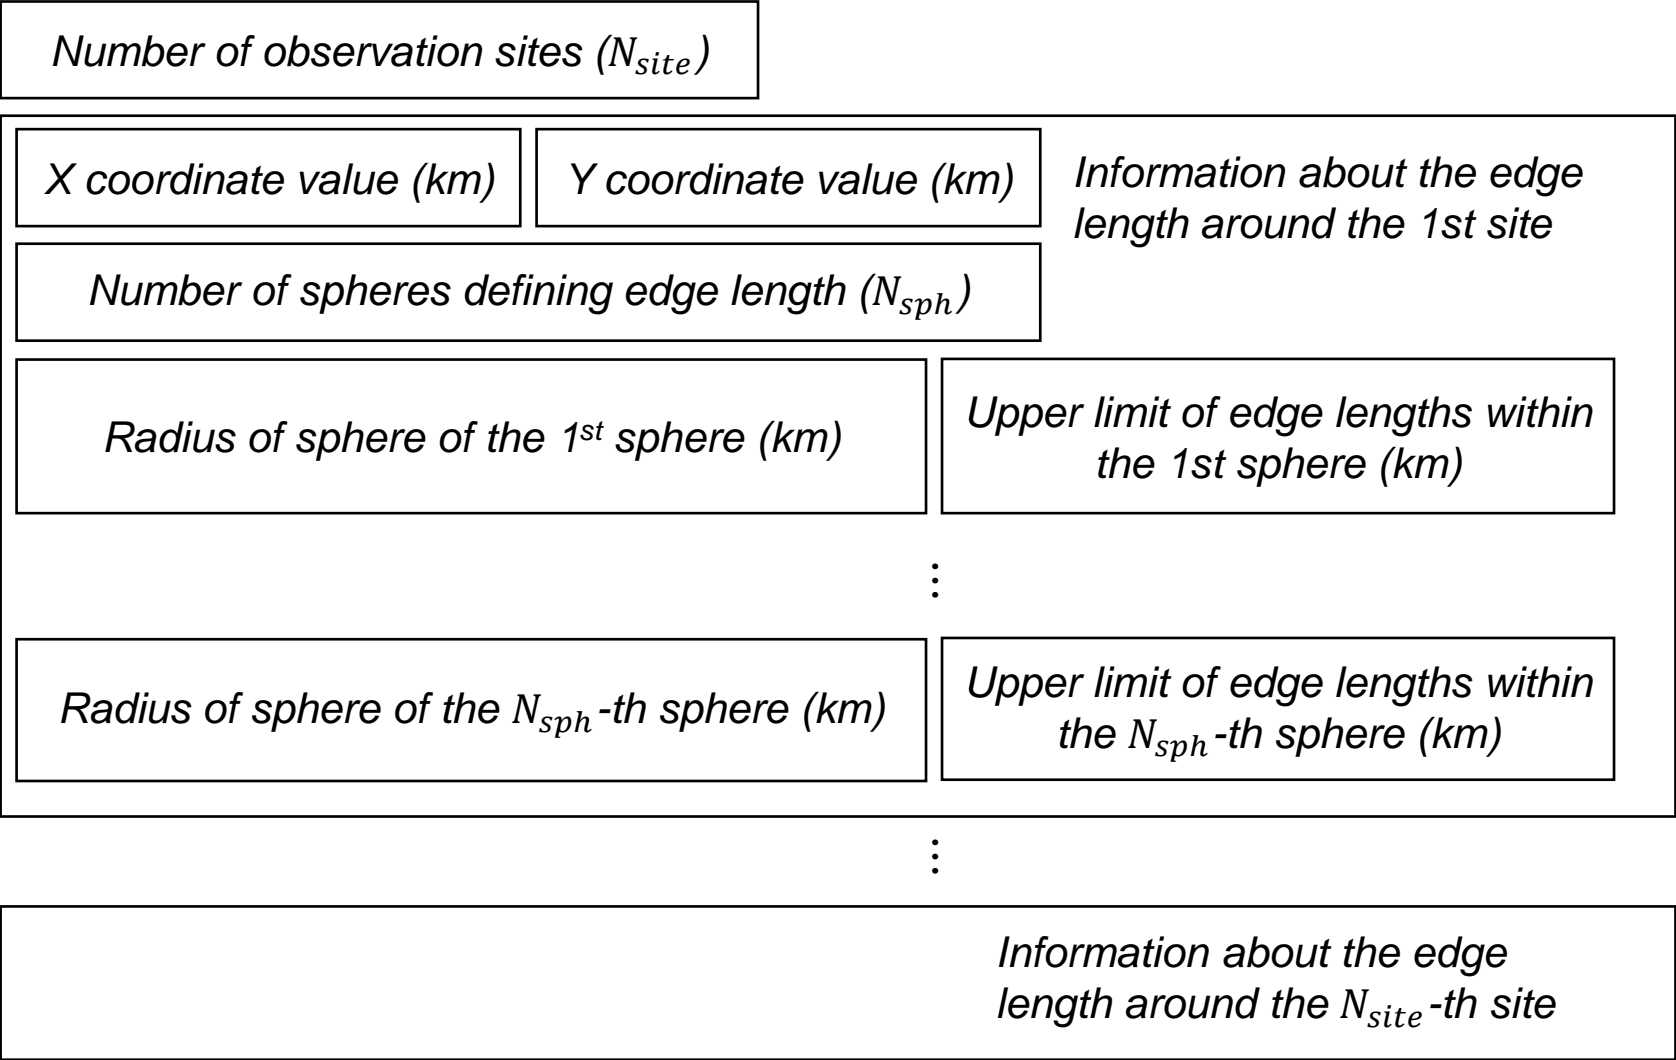 Number of observation sites (N_site)
X coordinate value (km)
Y coordinate value (km)
Information about the edge
length around the 1st site
Number of spheres defining edge length (N_sph)
Radius of sphere of the 1st sphere (km)
Upper limit of edge lengths within
the 1st sphere (km)
⋮
Radius of sphere of the N_sph-th sphere (km)
Upper limit of edge lengths within
the N_sph-th sphere (km)
⋮
Information about the edge
length around the N_site-th site